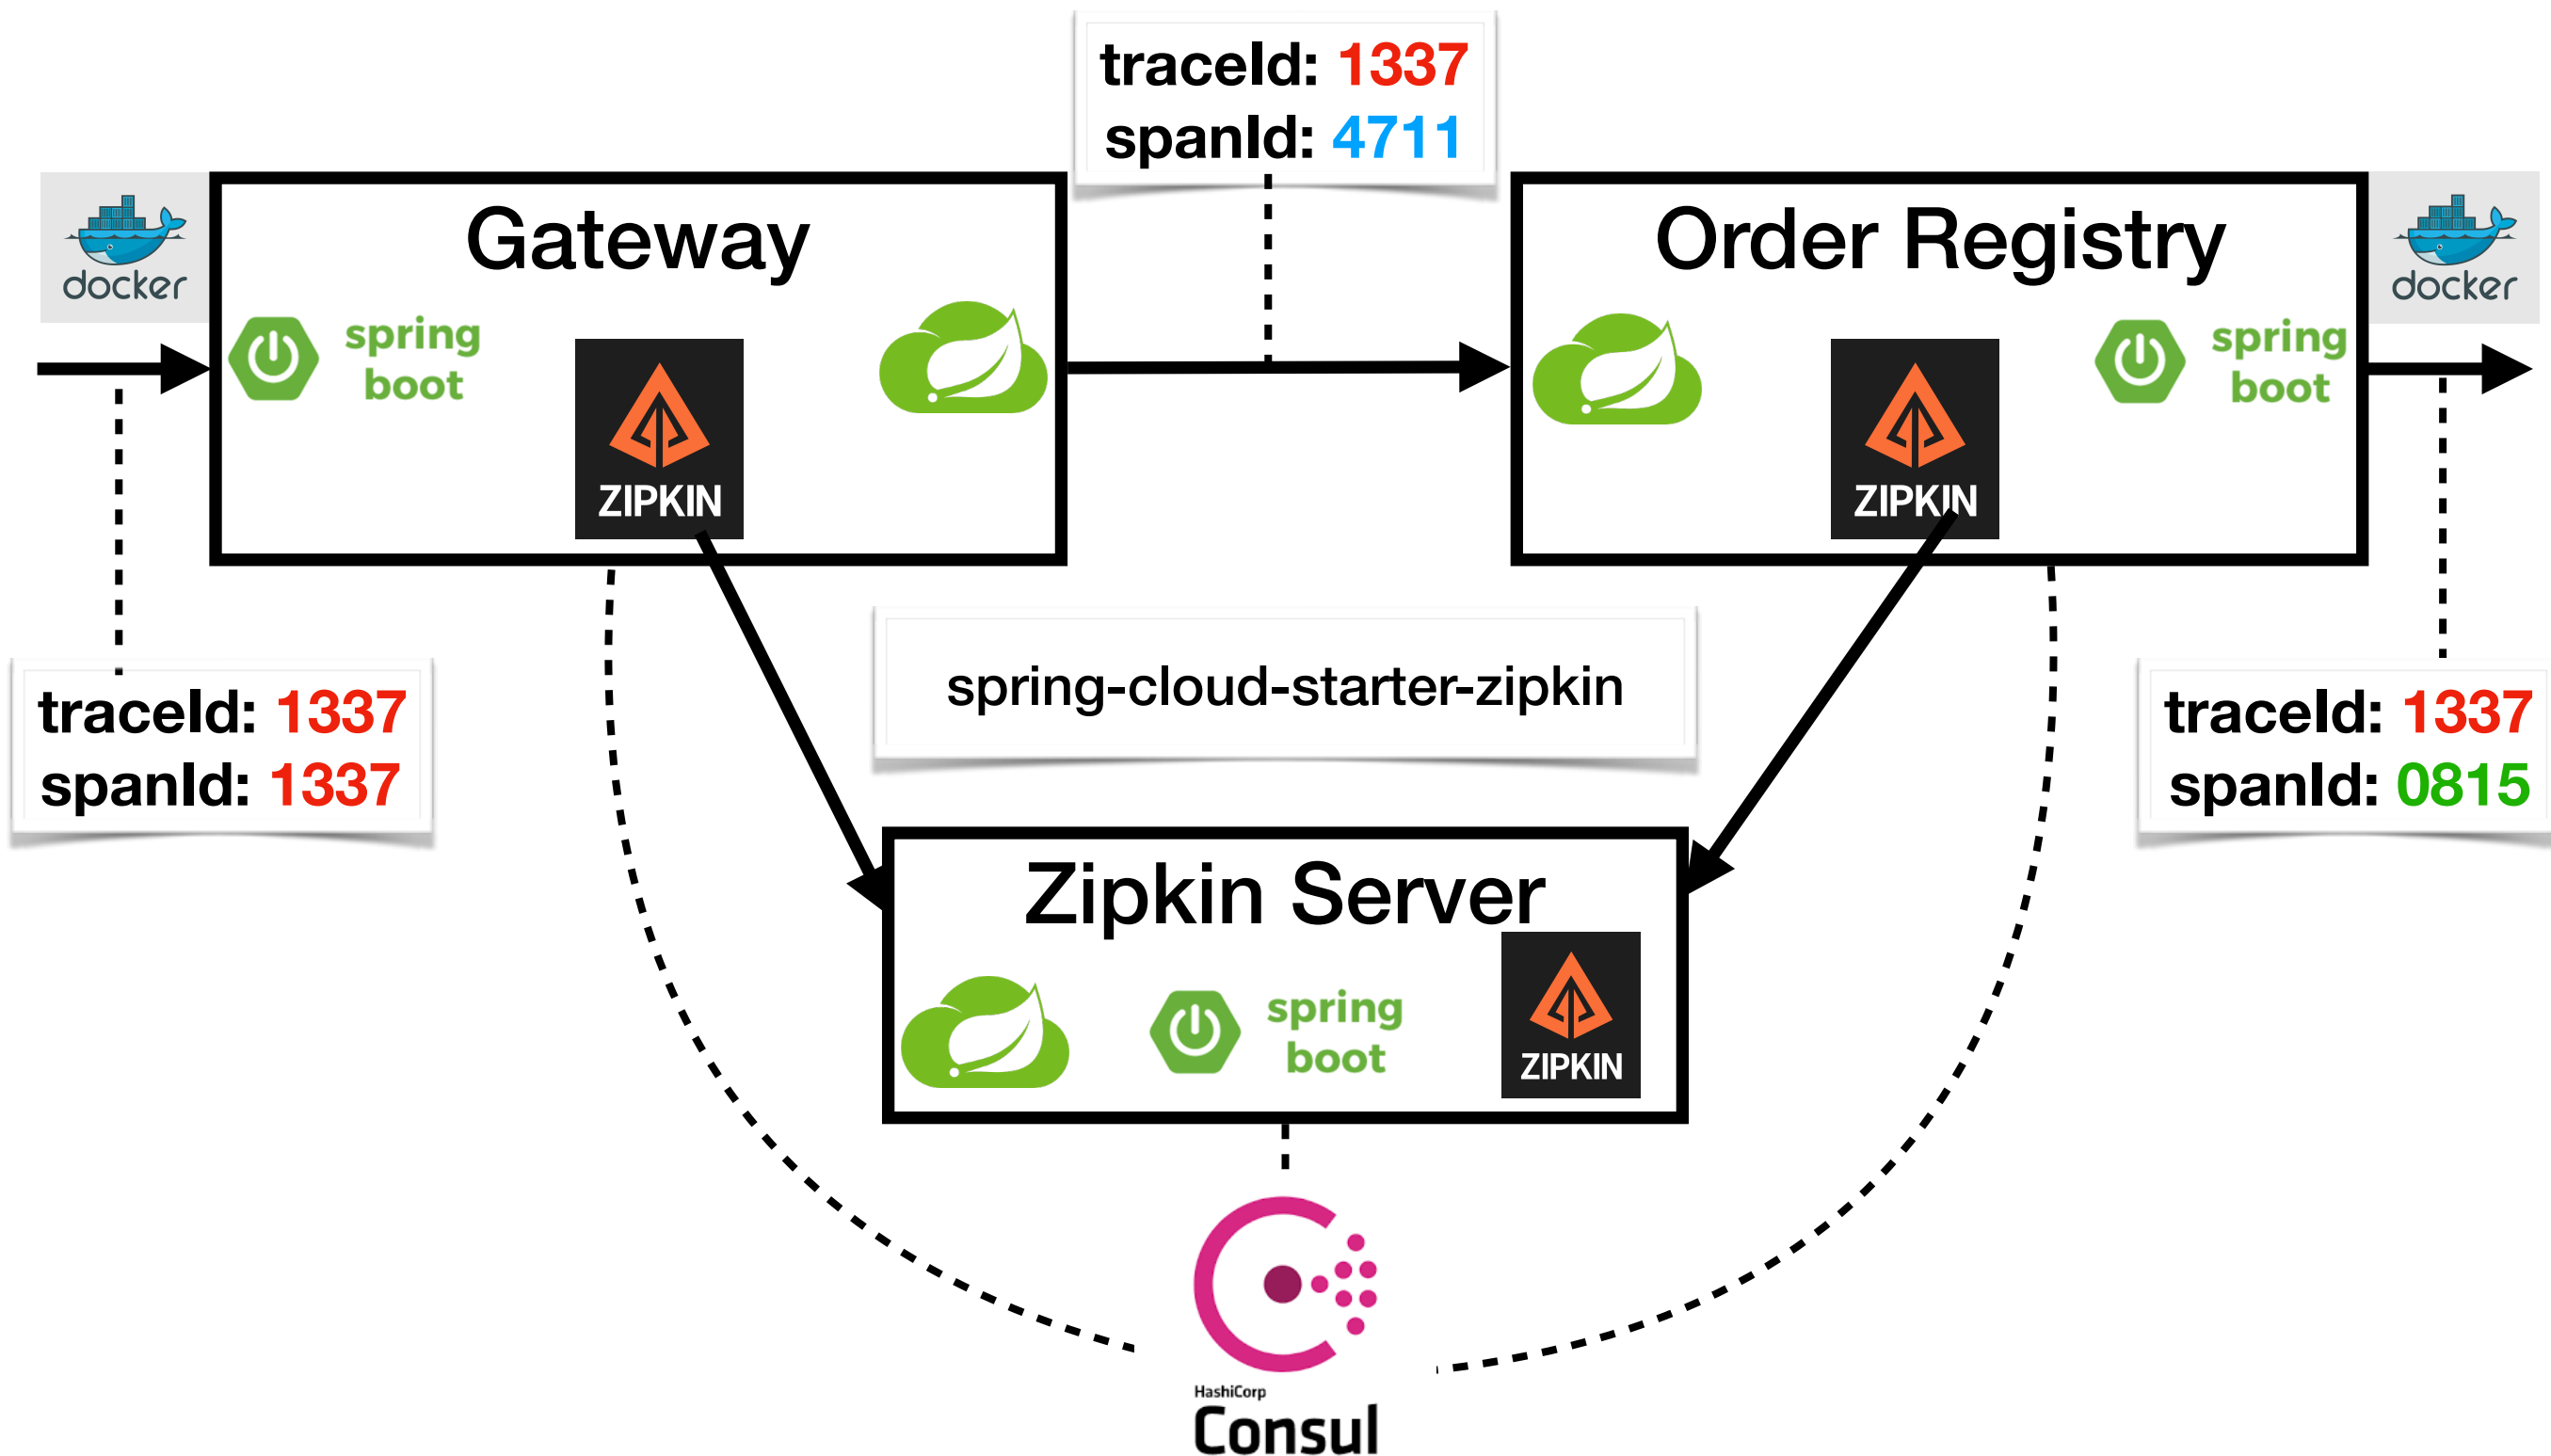 traceId: 1337
spanId: 4711
docker
Gateway
spring
boot
ZIPKIN
Order Registry
docker
ZIPKIN
spring
boot
traceId: 1337
spanId: 1337
spring-cloud-starter-zipkin
traceId: 1337
spanId: 0815
Zipkin Server
spring
boot
ZIPKIN
HashiCorp
Consul